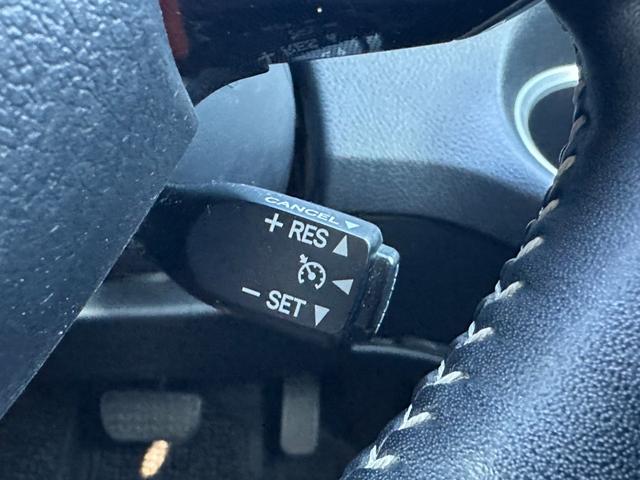 CANCEL ▼
+ RES ▲
◀
− SET ▼